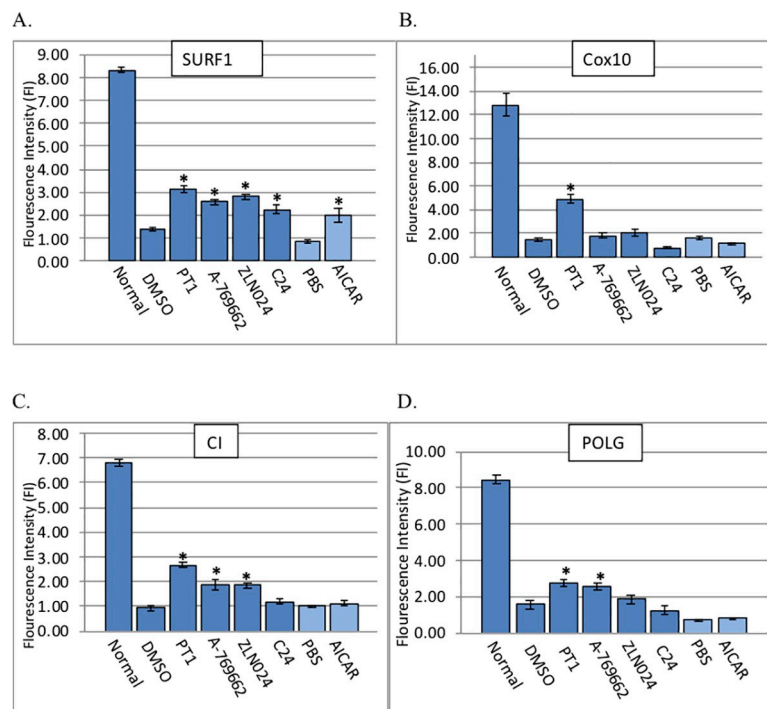 A.
SURF1
Flourescence Intensity (FI)
9.00
8.00
7.00
6.00
5.00
4.00
3.00
2.00
1.00
0.00
* * * * *
Normal
DMSO
PT1
A-769662
ZLN024
C24
PBS
AICAR
B.
Cox10
Flourescence Intensity (FI)
16.00
14.00
12.00
10.00
8.00
6.00
4.00
2.00
0.00
*
Normal
DMSO
PT1
A-769662
ZLN024
C24
PBS
AICAR
C.
CI
Flourescence Intensity (FI)
8.00
7.00
6.00
5.00
4.00
3.00
2.00
1.00
0.00
* * *
Normal
DMSO
PT1
A-769662
ZLN024
C24
PBS
AICAR
D.
POLG
Flourescence Intensity (FI)
10.00
8.00
6.00
4.00
2.00
0.00
* *
Normal
DMSO
PT1
A-769662
ZLN024
C24
PBS
AICAR